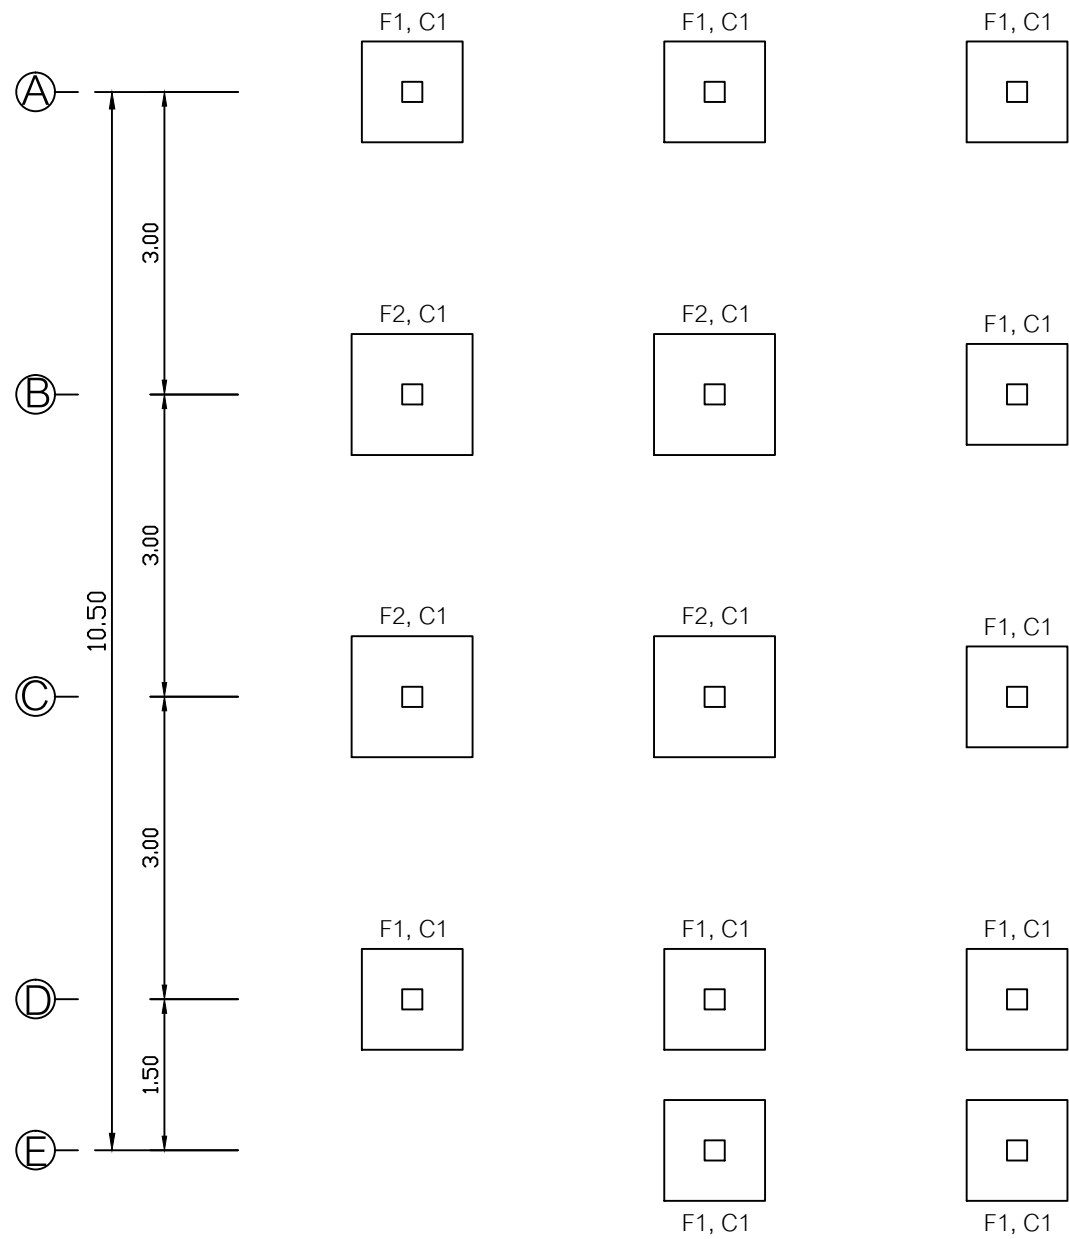 F1, C1
F1, C1
F1, C1
A
3.00
F2, C1
F2, C1
F1, C1
B
3.00
10.50
F2, C1
F2, C1
F1, C1
C
3.00
F1, C1
F1, C1
F1, C1
D
1.50
E
F1, C1
F1, C1